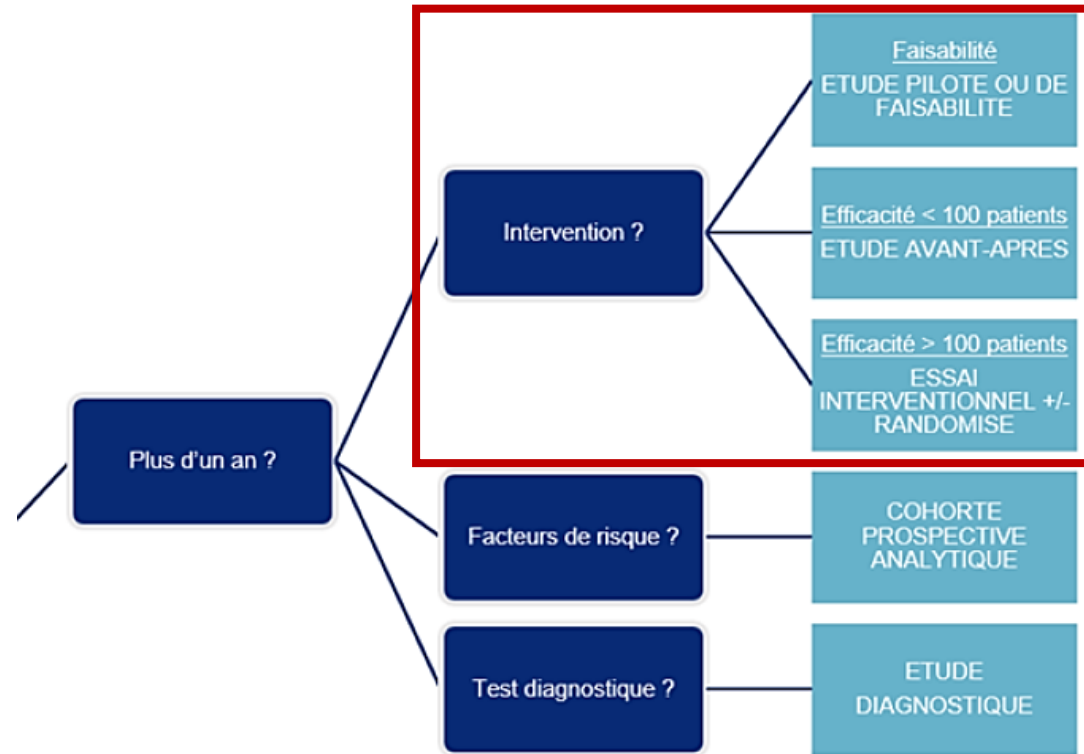 Faisabilité
ETUDE PILOTE OU DE
FAISABILITE
Intervention ?
Efficacité < 100 patients
ETUDE AVANT-APRES
Efficacité > 100 patients
ESSAI
INTERVENTIONNEL +/-
RANDOMISE
Plus d'un an ?
Facteurs de risque ?
COHORTE
PROSPECTIVE
ANALYTIQUE
Test diagnostique ?
ETUDE
DIAGNOSTIQUE